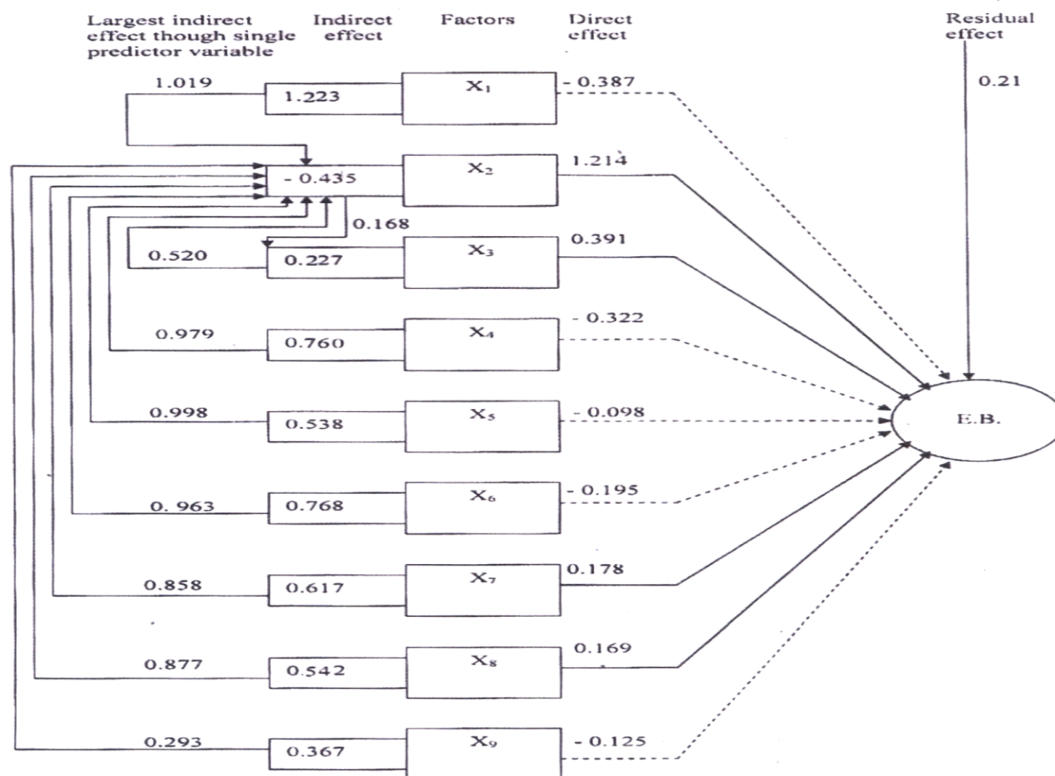 Largest indirect
effect though single
predictor variable
Indirect
effect
Factors
Direct
effect
Residual
effect
1.019
1.223
X₁
- 0.387
0.21
- 0.435
X₂
1.214
0.168
0.520
0.227
X₃
0.391
0.979
0.760
X₄
- 0.322
0.998
0.538
X₅
- 0.098
E.B.
0. 963
0.768
X₆
- 0.195
0.858
0.617
X₇
0.178
0.877
0.542
X₈
0.169
0.293
0.367
X₉
- 0.125